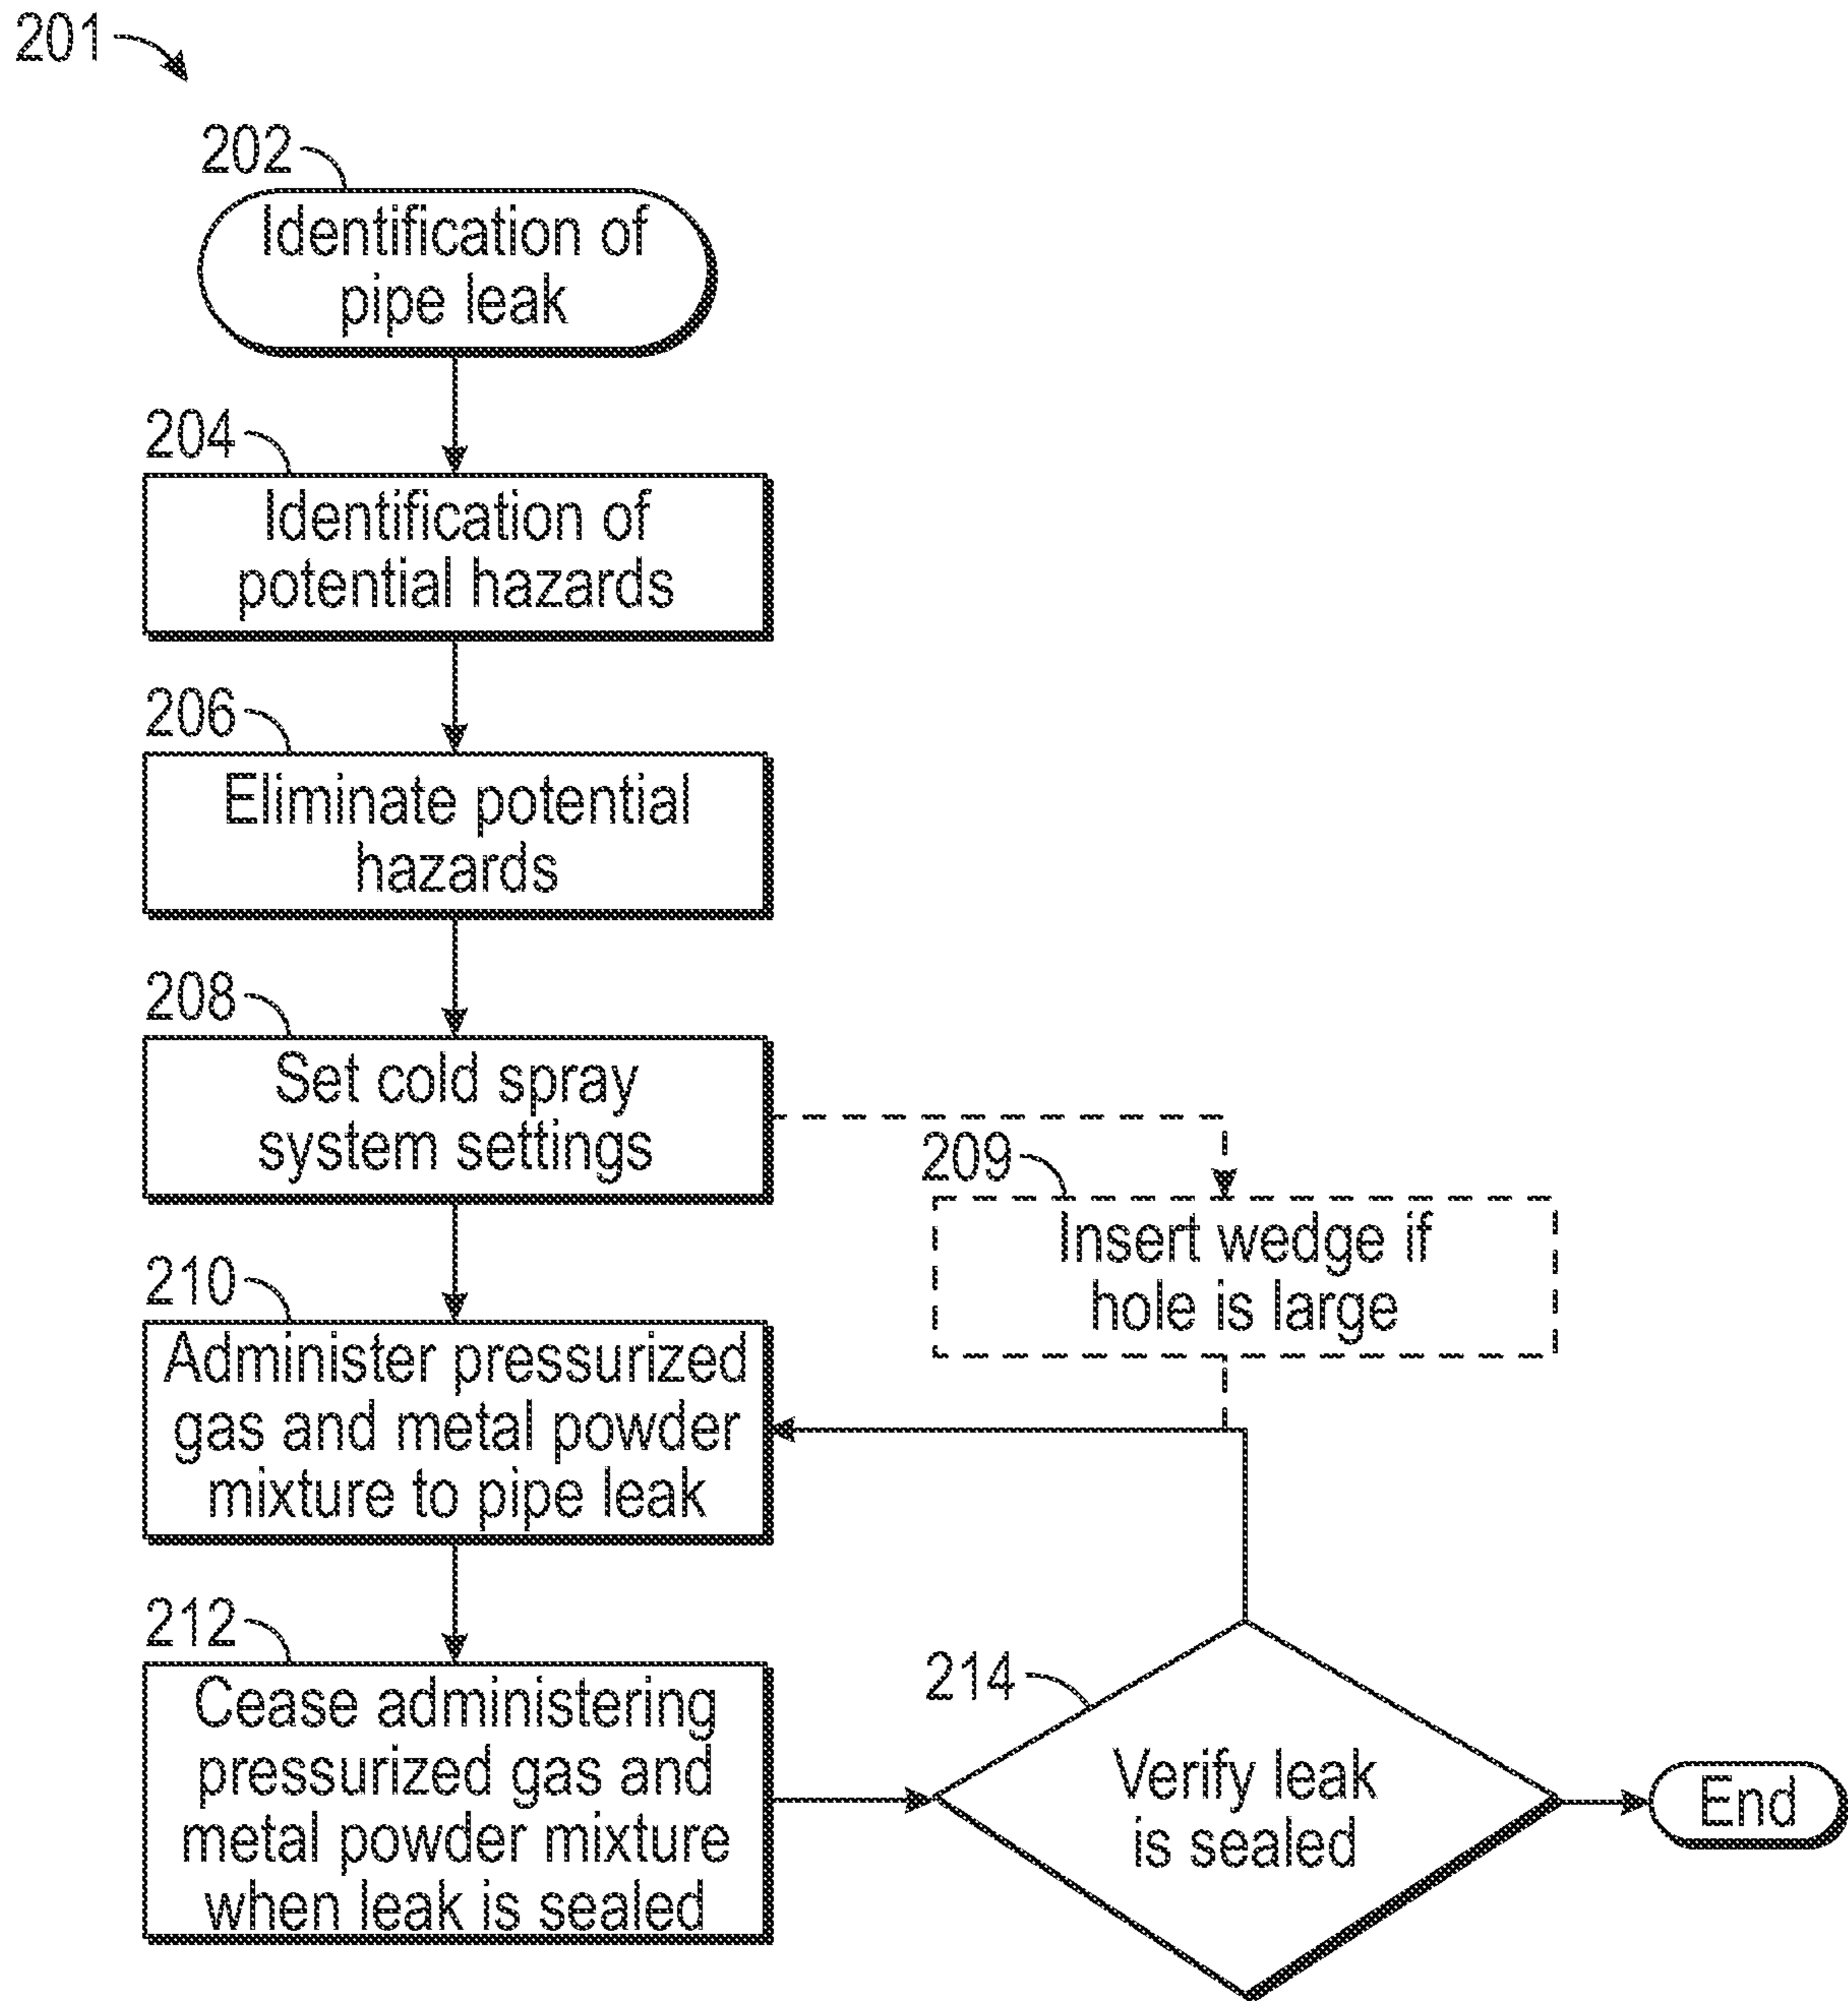 201
202
Identification of
pipe leak
204
Identification of
potential hazards
206
Eliminate potential
hazards
208
Set cold spray
system settings
209
Insert wedge if
hole is large
210
Administer pressurized
gas and metal powder
mixture to pipe leak
212
Cease administering
pressurized gas and
metal powder mixture
when leak is sealed
214
Verify leak
is sealed
End